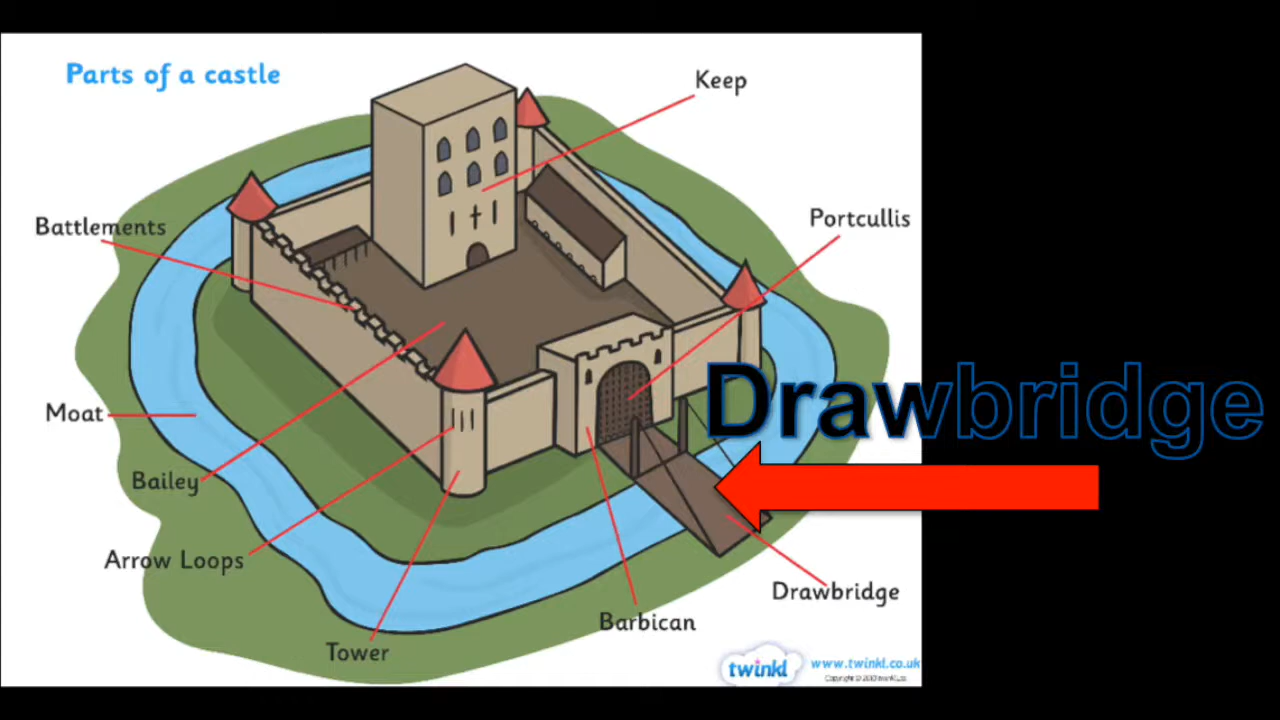 Parts of a castle
Keep
Battlements
Portcullis
Drawbridge
Moat
Bailey
Arrow Loops
Drawbridge
Barbican
Tower
twinkl
www.twinkl.co.uk